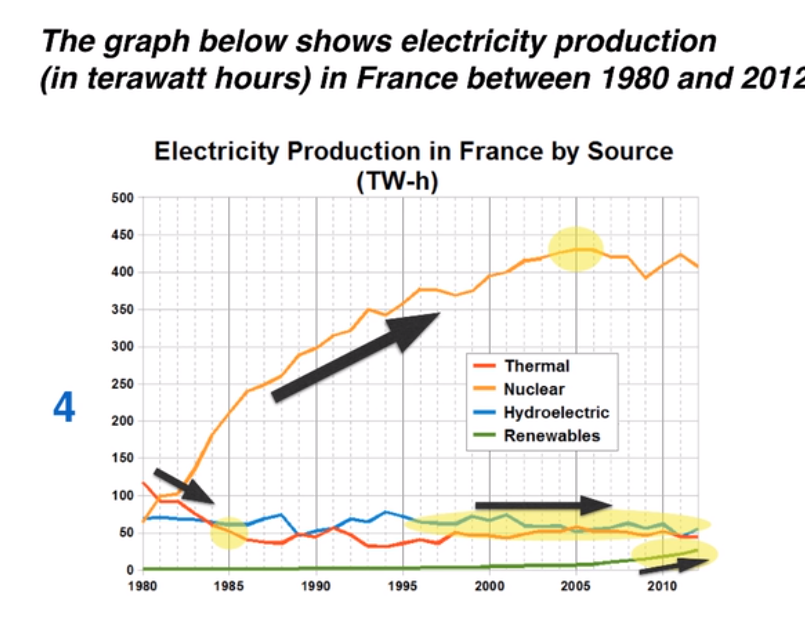 The graph below shows electricity production
(in terawatt hours) in France between 1980 and 2012
Electricity Production in France by Source
(TW-h)
500
450
400
350
300
250
200
150
100
50
0
Thermal
Nuclear
Hydroelectric
Renewables
4
1980
1985
1990
1995
2000
2005
2010